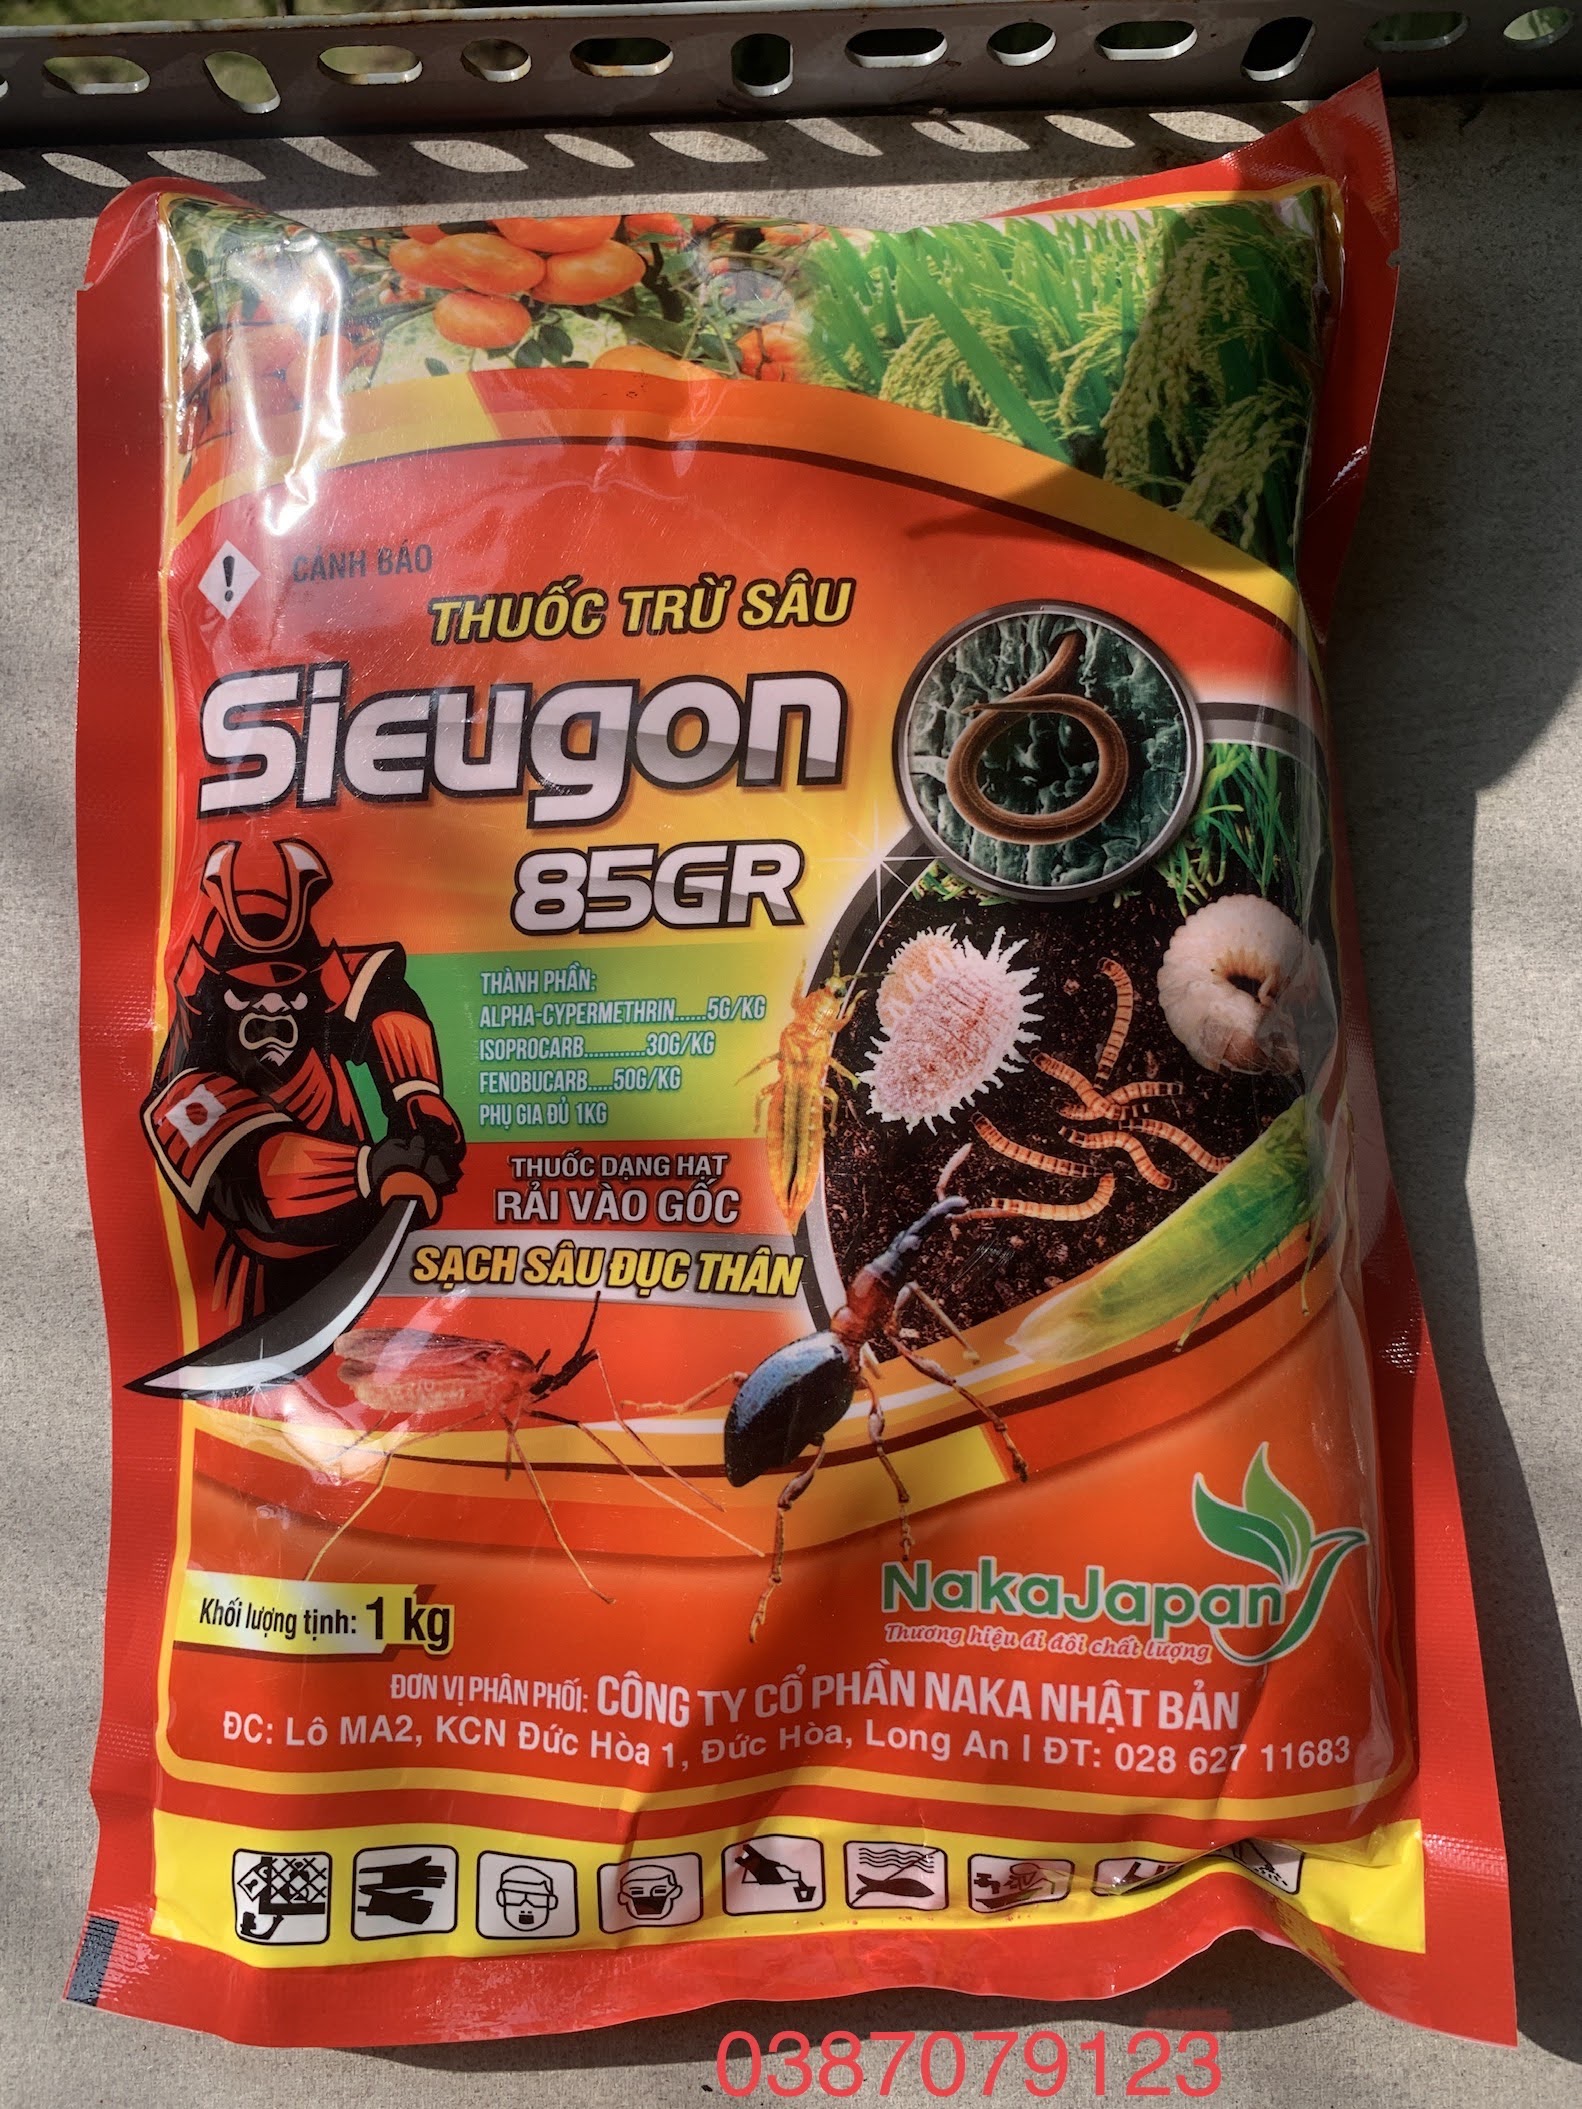 CẢNH BÁO
THUỐC TRỪ SÂU
Sieugon
85GR
THÀNH PHẦN:
ALPHA-CYPERMETHRIN......5G/KG
ISOPROCARB............30G/KG
FENOBUCARB.....50G/KG
PHỤ GIA ĐỦ 1KG
THUỐC DẠNG HẠT
RẢI VÀO GỐC
SẠCH SÂU ĐỤC THÂN
NakaJapan
Thương hiệu đi đôi chất lượng
Khối lượng tịnh: 1 kg
ĐƠN VỊ PHÂN PHỐI: CÔNG TY CỔ PHẦN NAKA NHẬT BẢN
ĐC: Lô MA2, KCN Đức Hòa 1, Đức Hòa, Long An I ĐT: 028 627 11683
0387079123